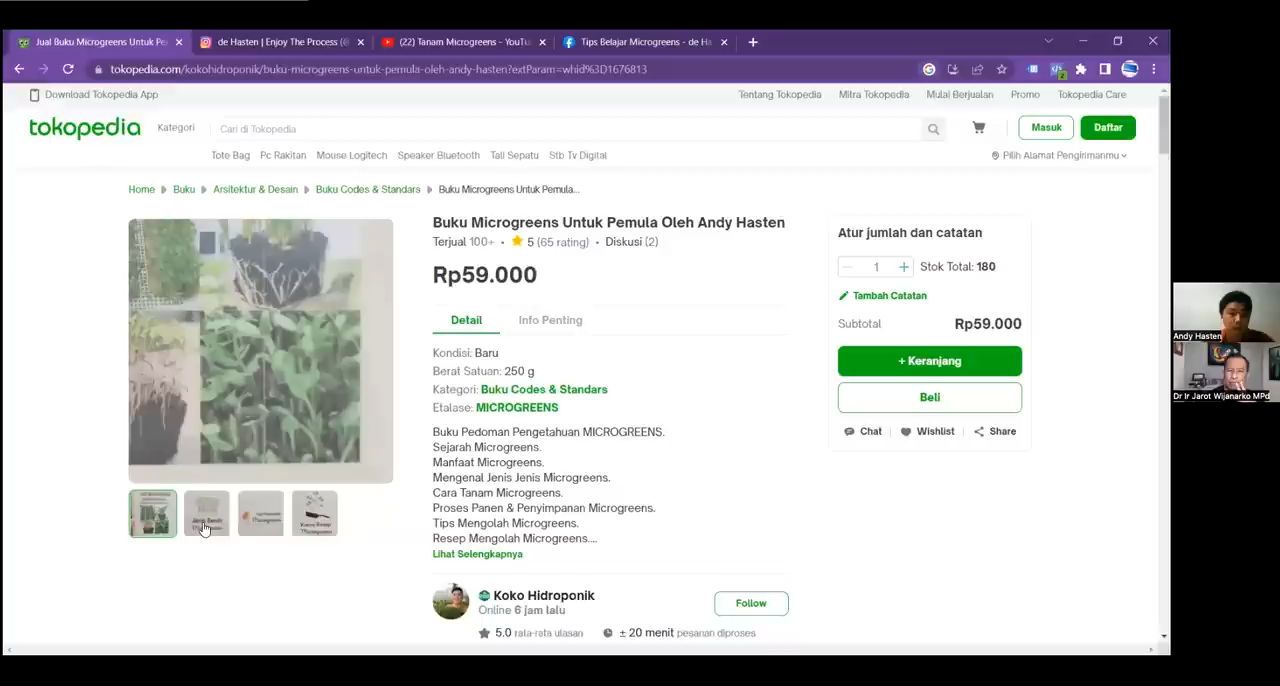 Jual Buku Microgreens Untuk Pe
de Hasten | Enjoy The Process (@
(22) Tanam Microgreens - YouTu
Tips Belajar Microgreens - de Ha
tokopedia.com/kokohidroponik/buku-microgreens-untuk-pemula-oleh-andy-hasten?extParam=whid%3D1676813
Download Tokopedia App
Tentang Tokopedia
Mitra Tokopedia
Mulai Berjualan
Promo
Tokopedia Care
tokopedia
Kategori
Cari di Tokopedia
Masuk
Daftar
Tote Bag
Pc Rakitan
Mouse Logitech
Speaker Bluetooth
Tali Sepatu
Stb Tv Digital
Pilih Alamat Pengirimanmu
Home
Buku
Arsitektur & Desain
Buku Codes & Standars
Buku Microgreens Untuk Pemula...
Buku Microgreens Untuk Pemula Oleh Andy Hasten
Terjual 100+ • 5 (65 rating) • Diskusi (2)
Rp59.000
Detail
Info Penting
Kondisi: Baru
Berat Satuan: 250 g
Kategori: Buku Codes & Standars
Etalase: MICROGREENS
Buku Pedoman Pengetahuan MICROGREENS.
Sejarah Microgreens.
Manfaat Microgreens.
Mengenal Jenis Jenis Microgreens.
Cara Tanam Microgreens.
Proses Panen & Penyimpanan Microgreens.
Tips Mengolah Microgreens.
Resep Mengolah Microgreens....
Lihat Selengkapnya
Koko Hidroponik
Online 6 jam lalu
Follow
5.0 rata-rata ulasan
± 20 menit pesanan diproses
Atur jumlah dan catatan
1
Stok Total: 180
Tambah Catatan
Subtotal
Rp59.000
+ Keranjang
Beli
Chat
Wishlist
Share
Andy Hasten
Dr Ir Jarot Wijanarko MPd